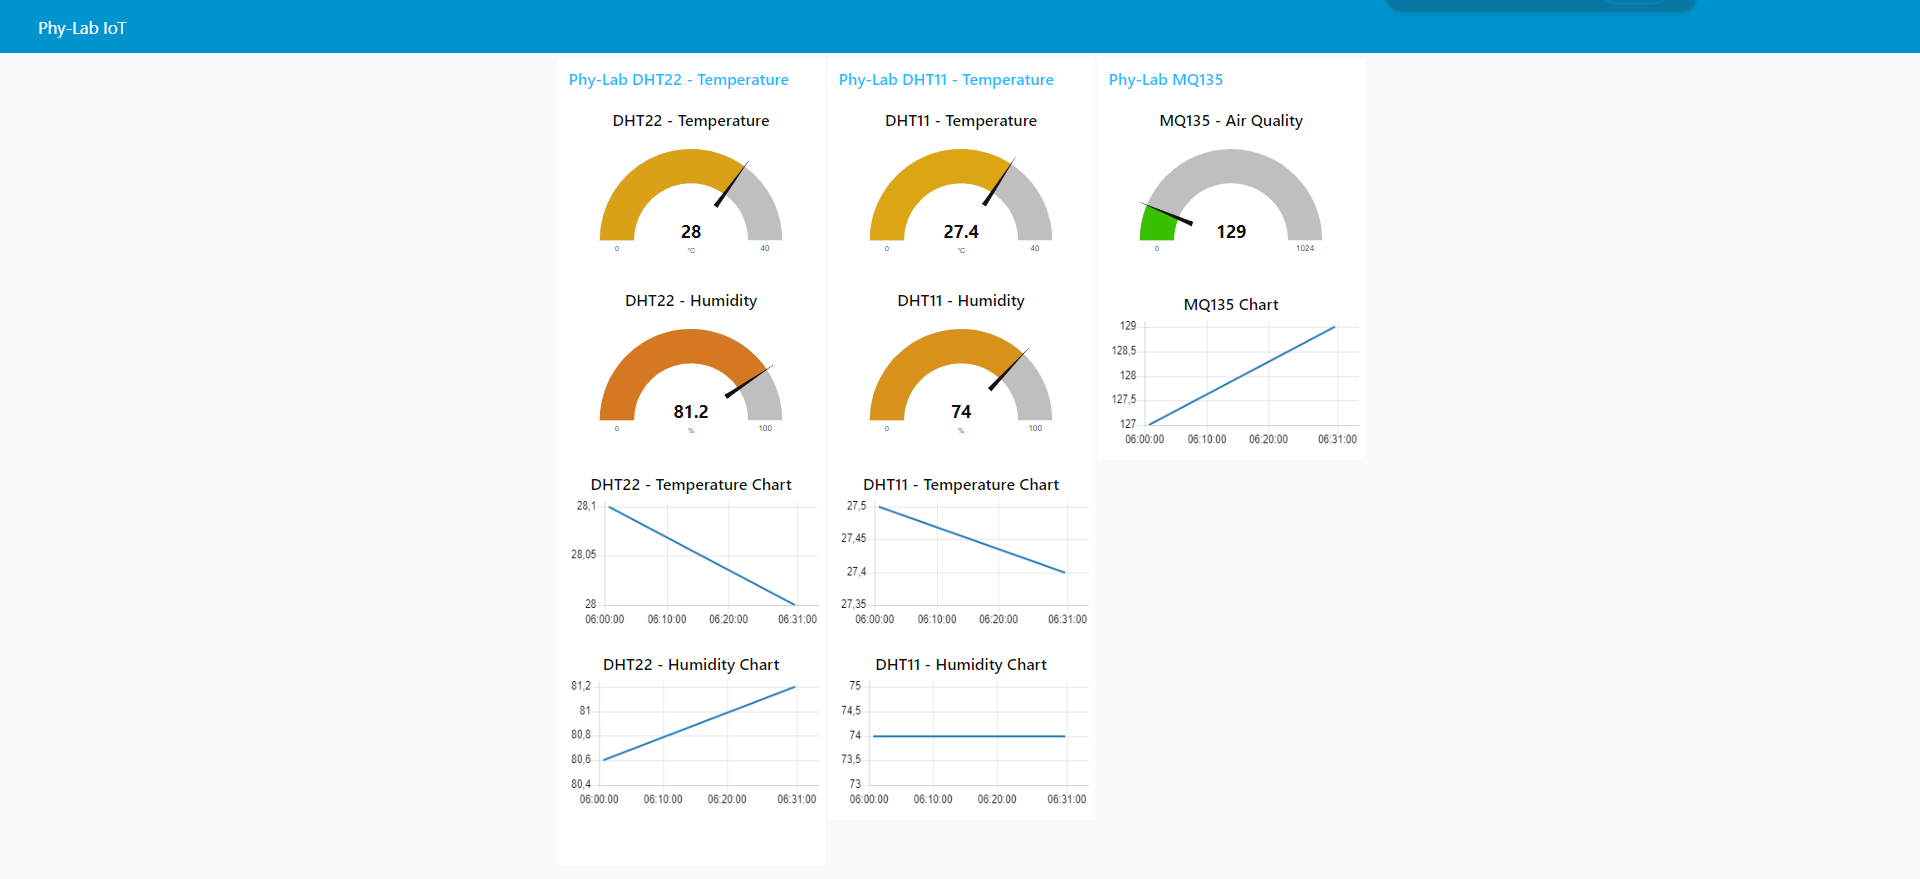 Phy-Lab IoT
Phy-Lab DHT22 - Temperature
DHT22 - Temperature
28
0
°C
40
DHT22 - Humidity
81.2
0
%
100
DHT22 - Temperature Chart
28,1
28,05
28
06:00:00 06:10:00 06:20:00 06:31:00
DHT22 - Humidity Chart
81,2
81
80,8
80,6
80,4
06:00:00 06:10:00 06:20:00 06:31:00
Phy-Lab DHT11 - Temperature
DHT11 - Temperature
27.4
0
°C
40
DHT11 - Humidity
74
0
%
100
DHT11 - Temperature Chart
27,5
27,45
27,4
27,35
06:00:00 06:10:00 06:20:00 06:31:00
DHT11 - Humidity Chart
75
74,5
74
73,5
73
06:00:00 06:10:00 06:20:00 06:31:00
Phy-Lab MQ135
MQ135 - Air Quality
129
0
1024
MQ135 Chart
129
128,5
128
127,5
127
06:00:00 06:10:00 06:20:00 06:31:00